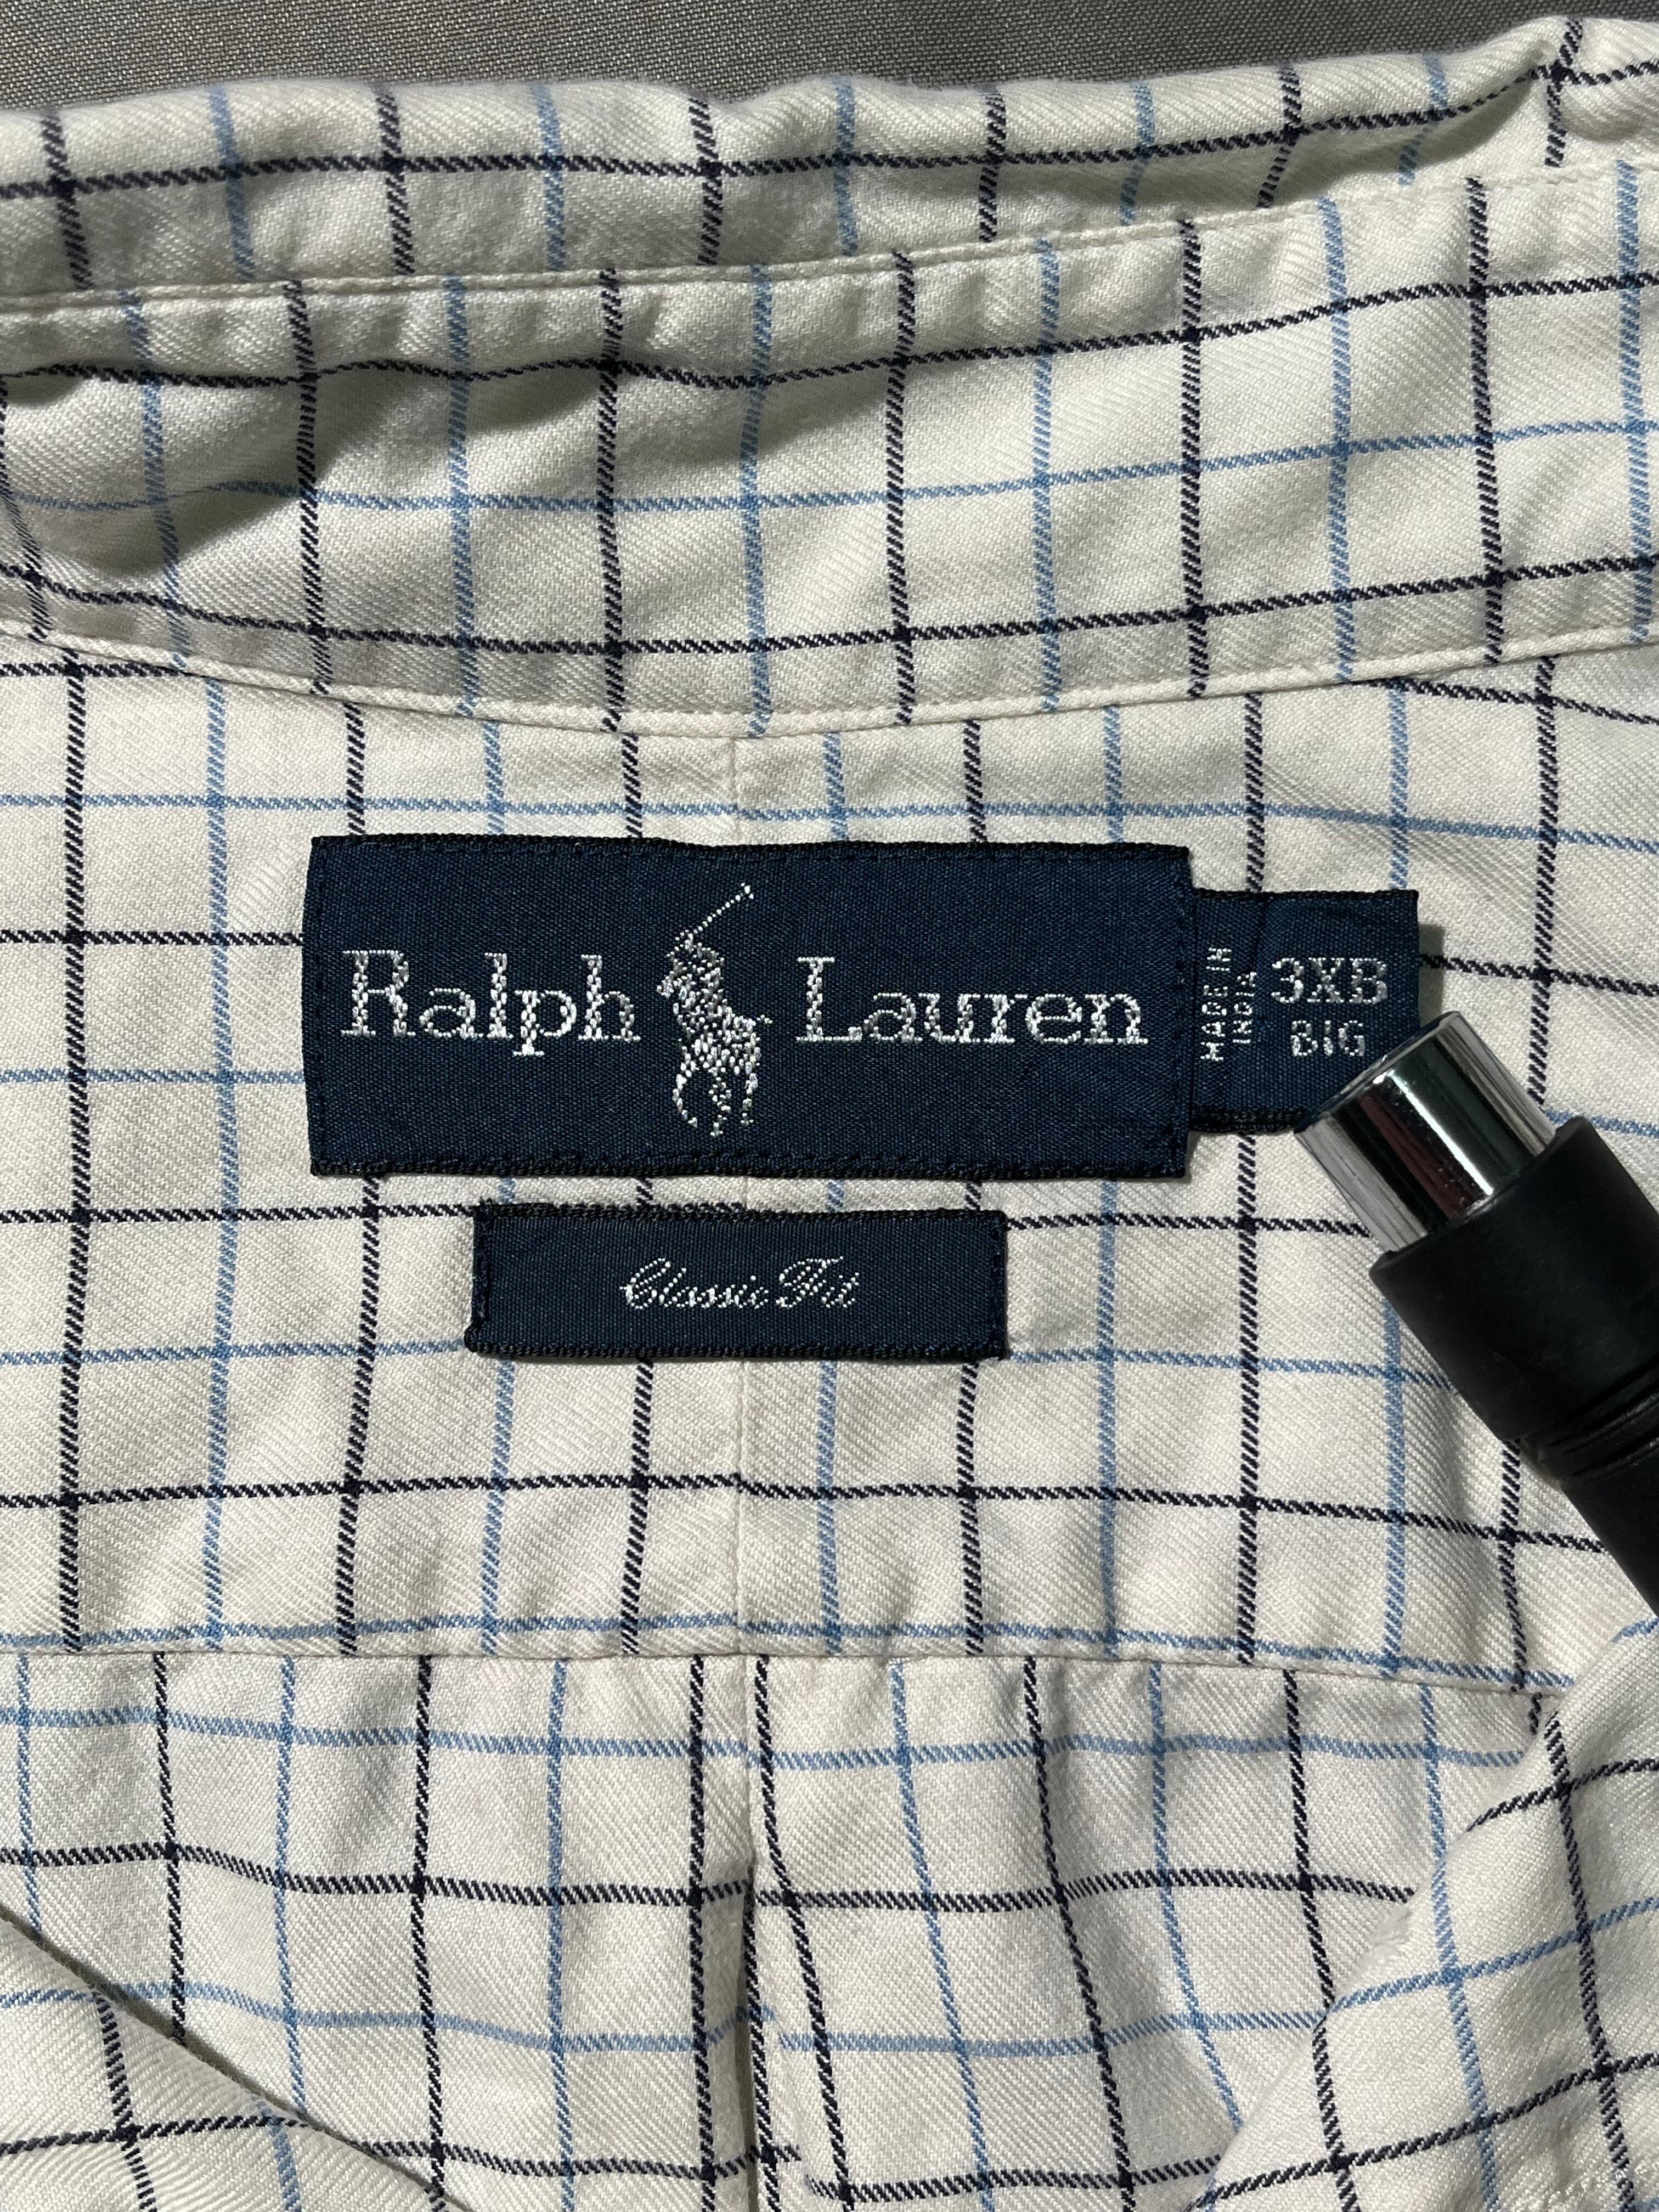 Ralph Lauren
MADE IN
INDIA
3XB
BIG
Classic Fit